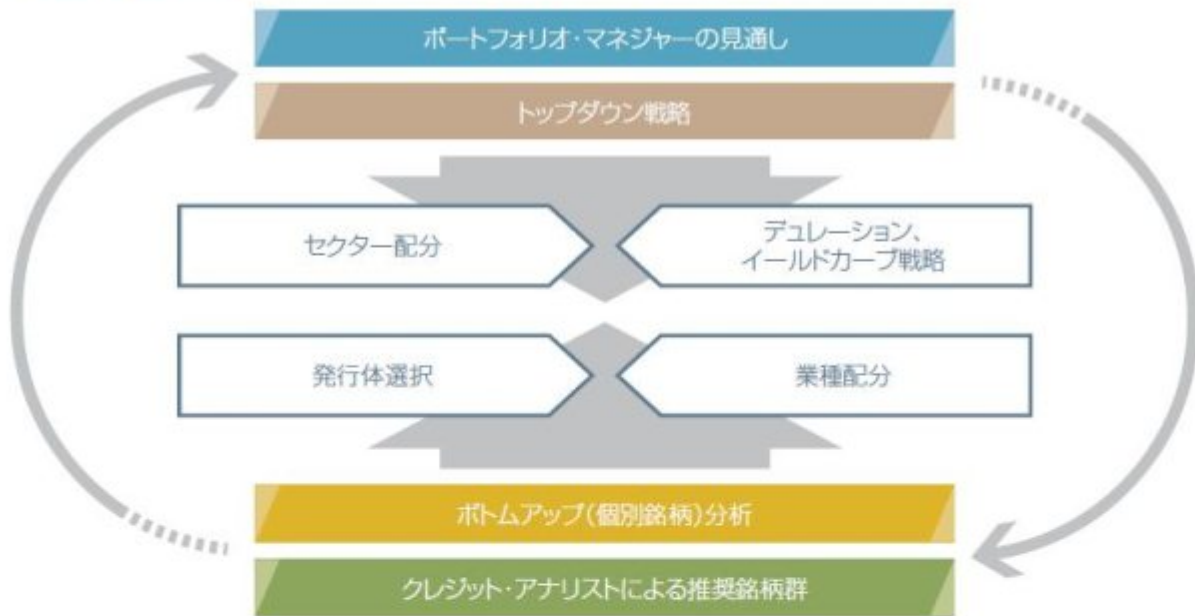 ポートフォリオ・マネジャーの見通し
トップダウン戦略
セクター配分
デュレーション、
イールドカーブ戦略
発行体選択
業種配分
ボトムアップ(個別銘柄)分析
クレジット・アナリストによる推奨銘柄群